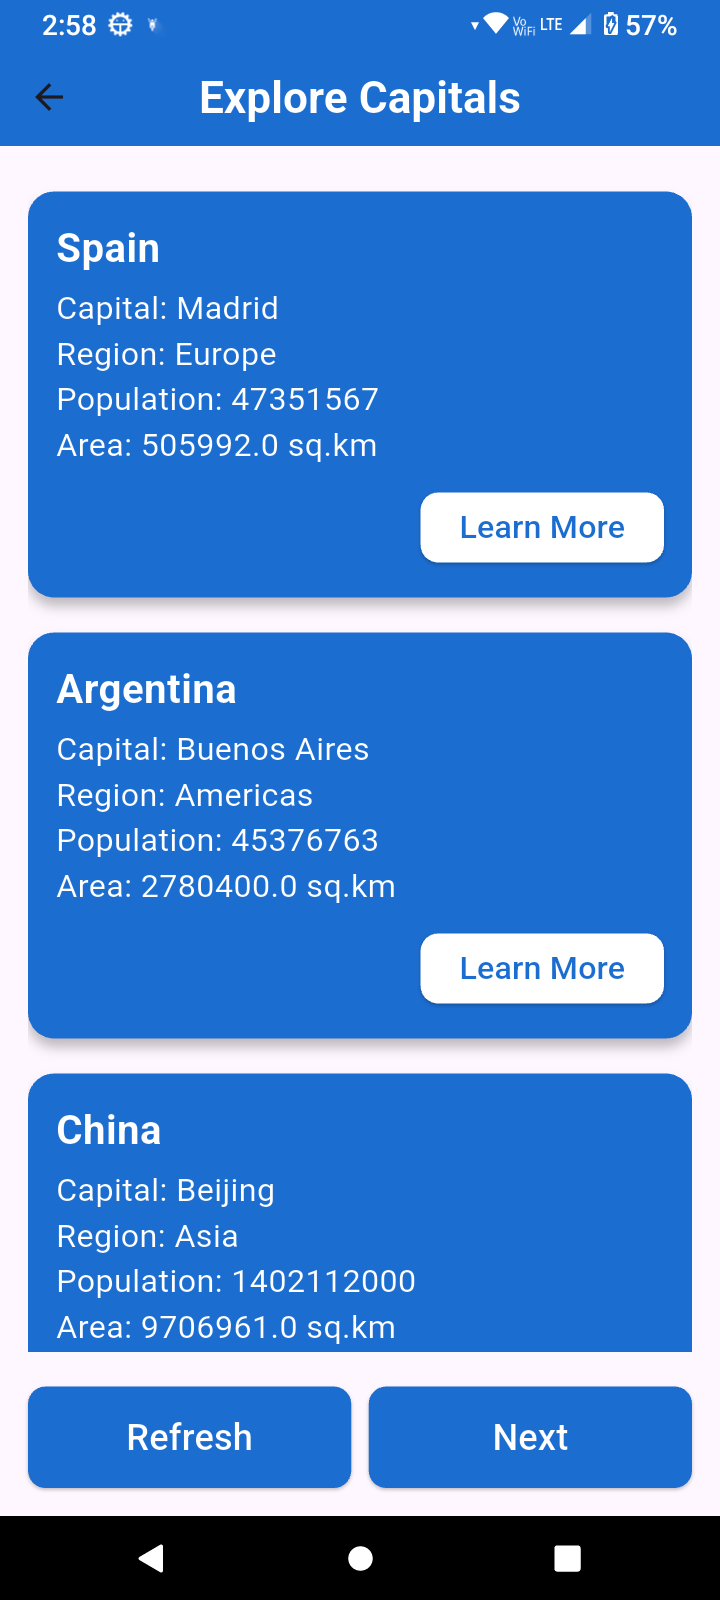 2:58
Vo WiFi LTE 57%
Explore Capitals
Spain
Capital: Madrid
Region: Europe
Population: 47351567
Area: 505992.0 sq.km
Learn More
Argentina
Capital: Buenos Aires
Region: Americas
Population: 45376763
Area: 2780400.0 sq.km
Learn More
China
Capital: Beijing
Region: Asia
Population: 1402112000
Area: 9706961.0 sq.km
Refresh
Next